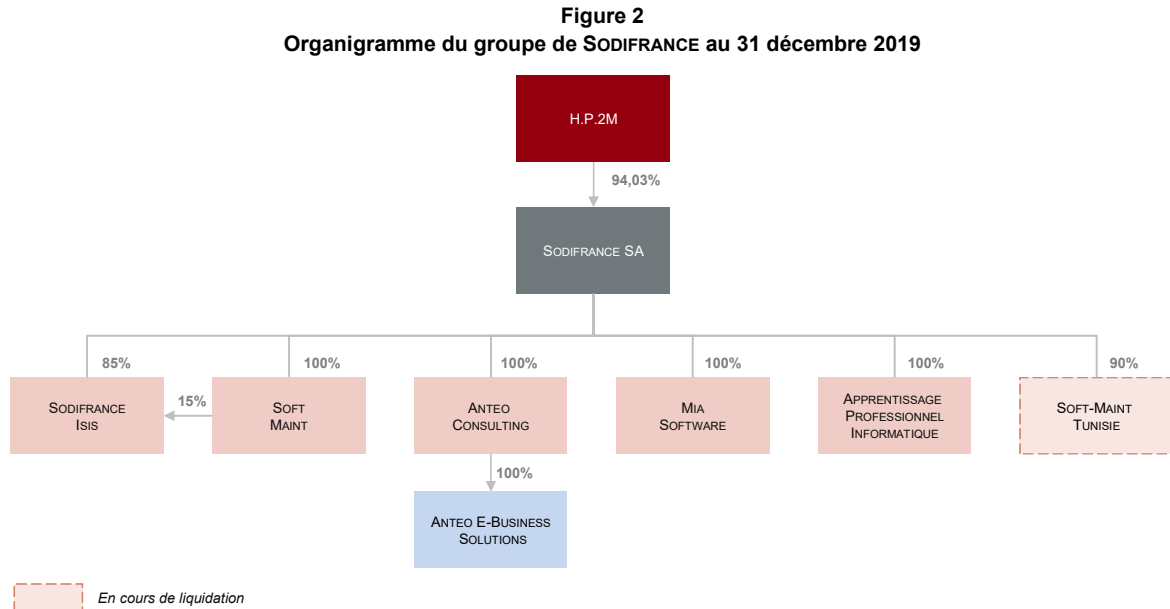 Figure 2
Organigramme du groupe de SODIFRANCE au 31 décembre 2019
H.P.2M
94,03%
SODIFRANCE SA
85%
100%
100%
100%
100%
90%
SODIFRANCE
ISIS
15%
SOFT
MAINT
ANTEO
CONSULTING
MIA
SOFTWARE
APPRENTISSAGE
PROFESSIONNEL
INFORMATIQUE
SOFT-MAINT
TUNISIE
100%
ANTEO E-BUSINESS
SOLUTIONS
En cours de liquidation